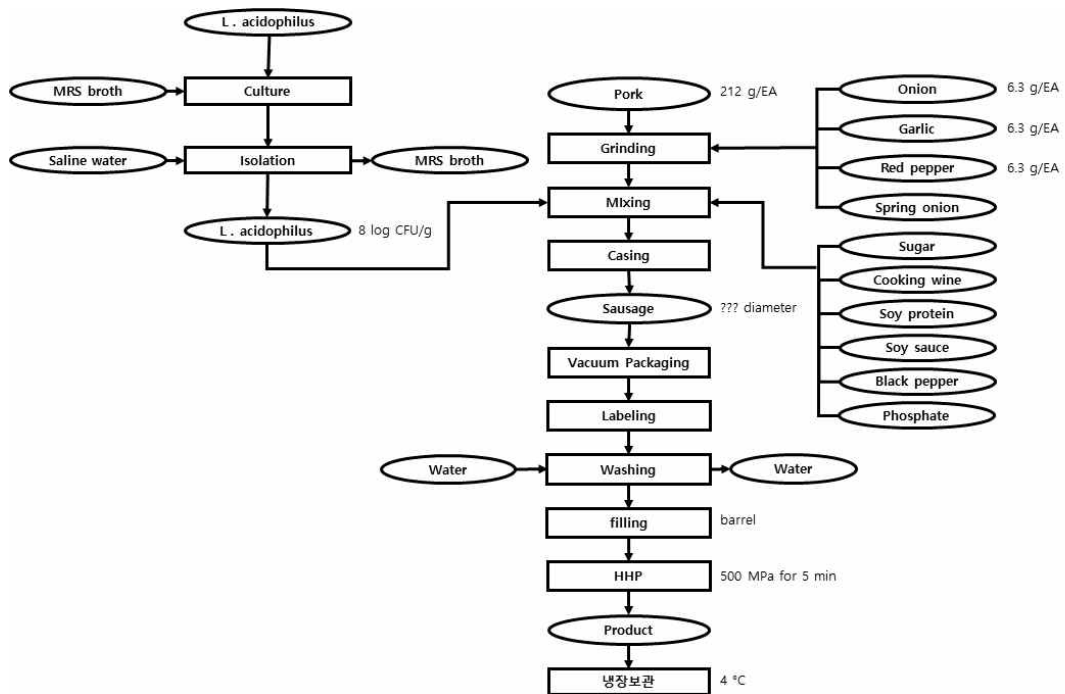 L . acidophilus
MRS broth
Culture
Saline water
Isolation
MRS broth
L. acidophilus
8 log CFU/g
Pork
212 g/EA
Grinding
MIxing
Casing
Sausage
??? diameter
Vacuum Packaging
Labeling
Water
Washing
Water
filling
barrel
HHP
500 MPa for 5 min
Product
냉장보관
4 °C
Onion
6.3 g/EA
Garlic
6.3 g/EA
Red pepper
6.3 g/EA
Spring onion
Sugar
Cooking wine
Soy protein
Soy sauce
Black pepper
Phosphate